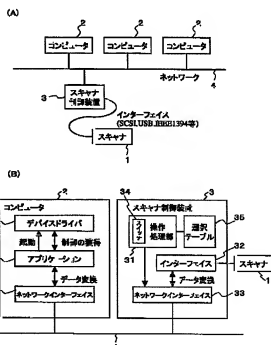 (A)
2 2 2
コンピュータ コンピュータ コンピュータ
ネットワーク
4
3
スキャナ
制御装置
インターフェイス
(SCSI,USB,IEEE1394等)
スキャナ
1
(B)
2
コンピュータ
デバイスドライバ
起動 制御の獲得
アプリケーション
データ変換
ネットワークインターフェイス
3
スキャナ制御装置
34
スイッチ
操作
処理部
31
選択
テーブル
35
32
インターフェイス
スキャナ
1
データ変換
ネットワークインターフェイス
33